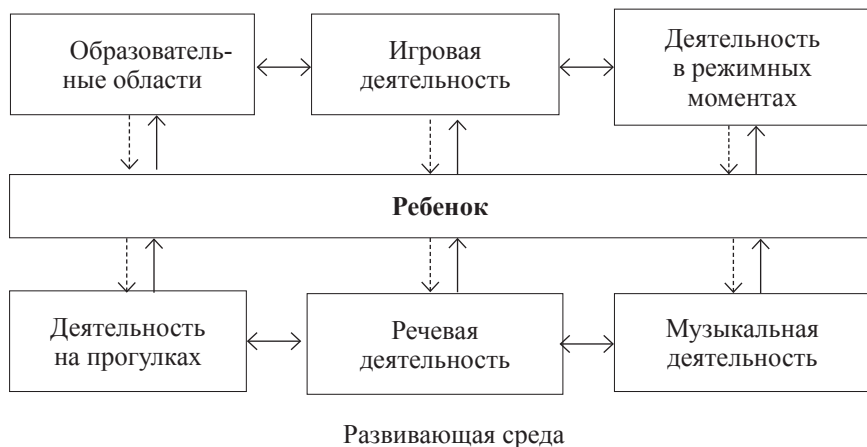 Образователь-
ные области
Игровая
деятельность
Деятельность
в режимных
моментах
Ребенок
Деятельность
на прогулках
Речевая
деятельность
Музыкальная
деятельность
Развивающая среда